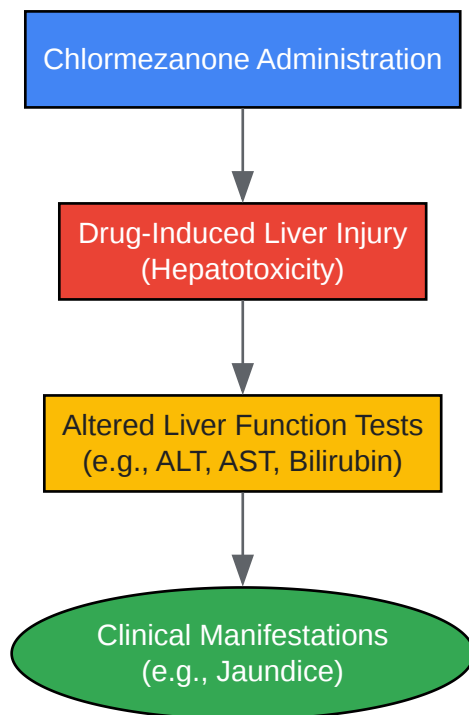 Chlormezanone Administration
Drug-Induced Liver Injury
(Hepatotoxicity)
Altered Liver Function Tests
(e.g., ALT, AST, Bilirubin)
Clinical Manifestations
(e.g., Jaundice)